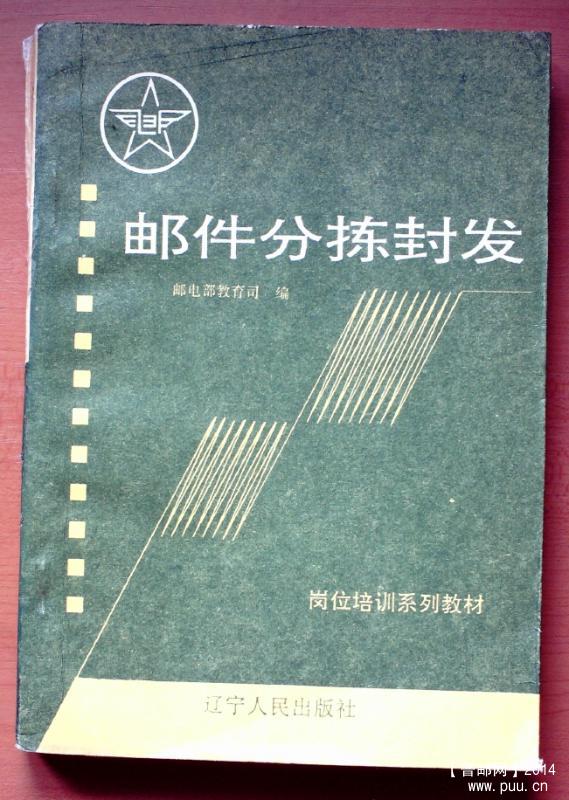 邮件分拣封发
邮电部教育司 编
岗位培训系列教材
辽宁人民出版社
【普邮网】2014
www.puu.cn